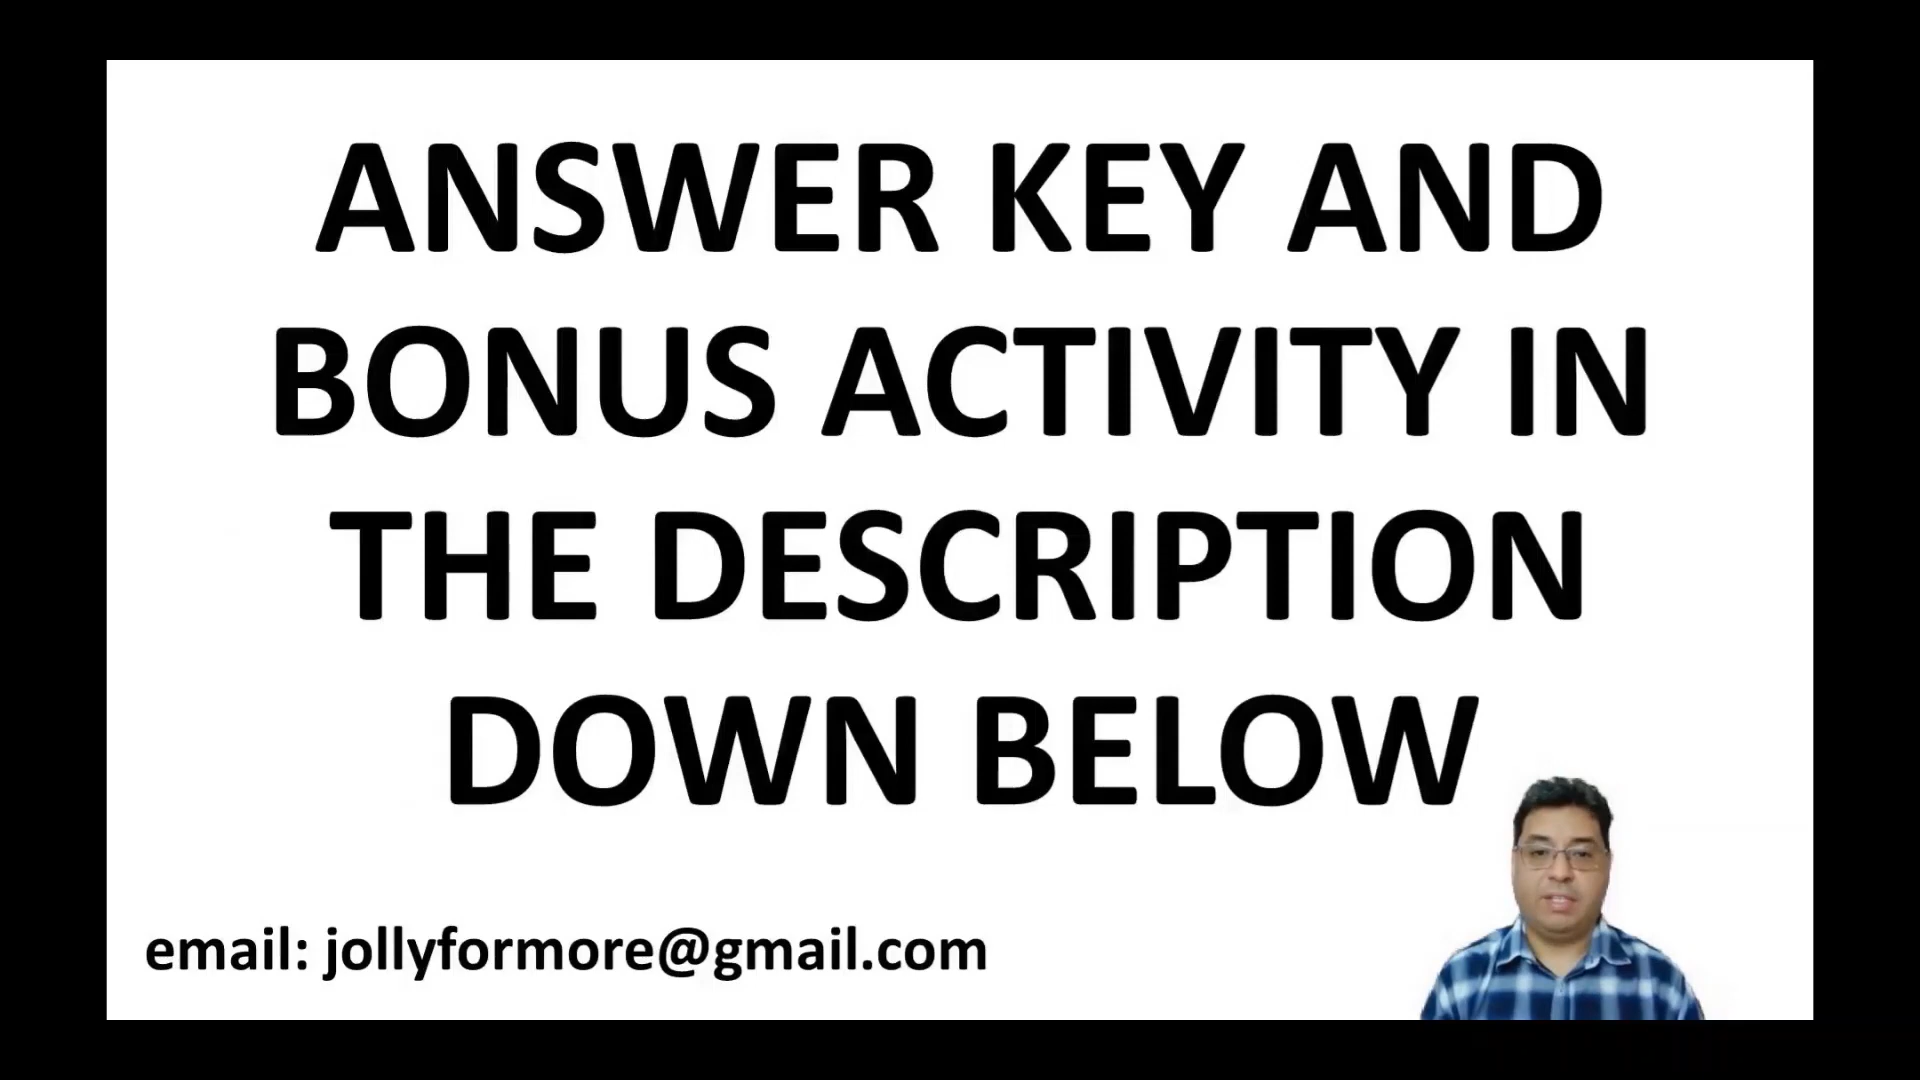 ANSWER KEY AND
BONUS ACTIVITY IN
THE DESCRIPTION
DOWN BELOW
email: jollyformore@gmail.com